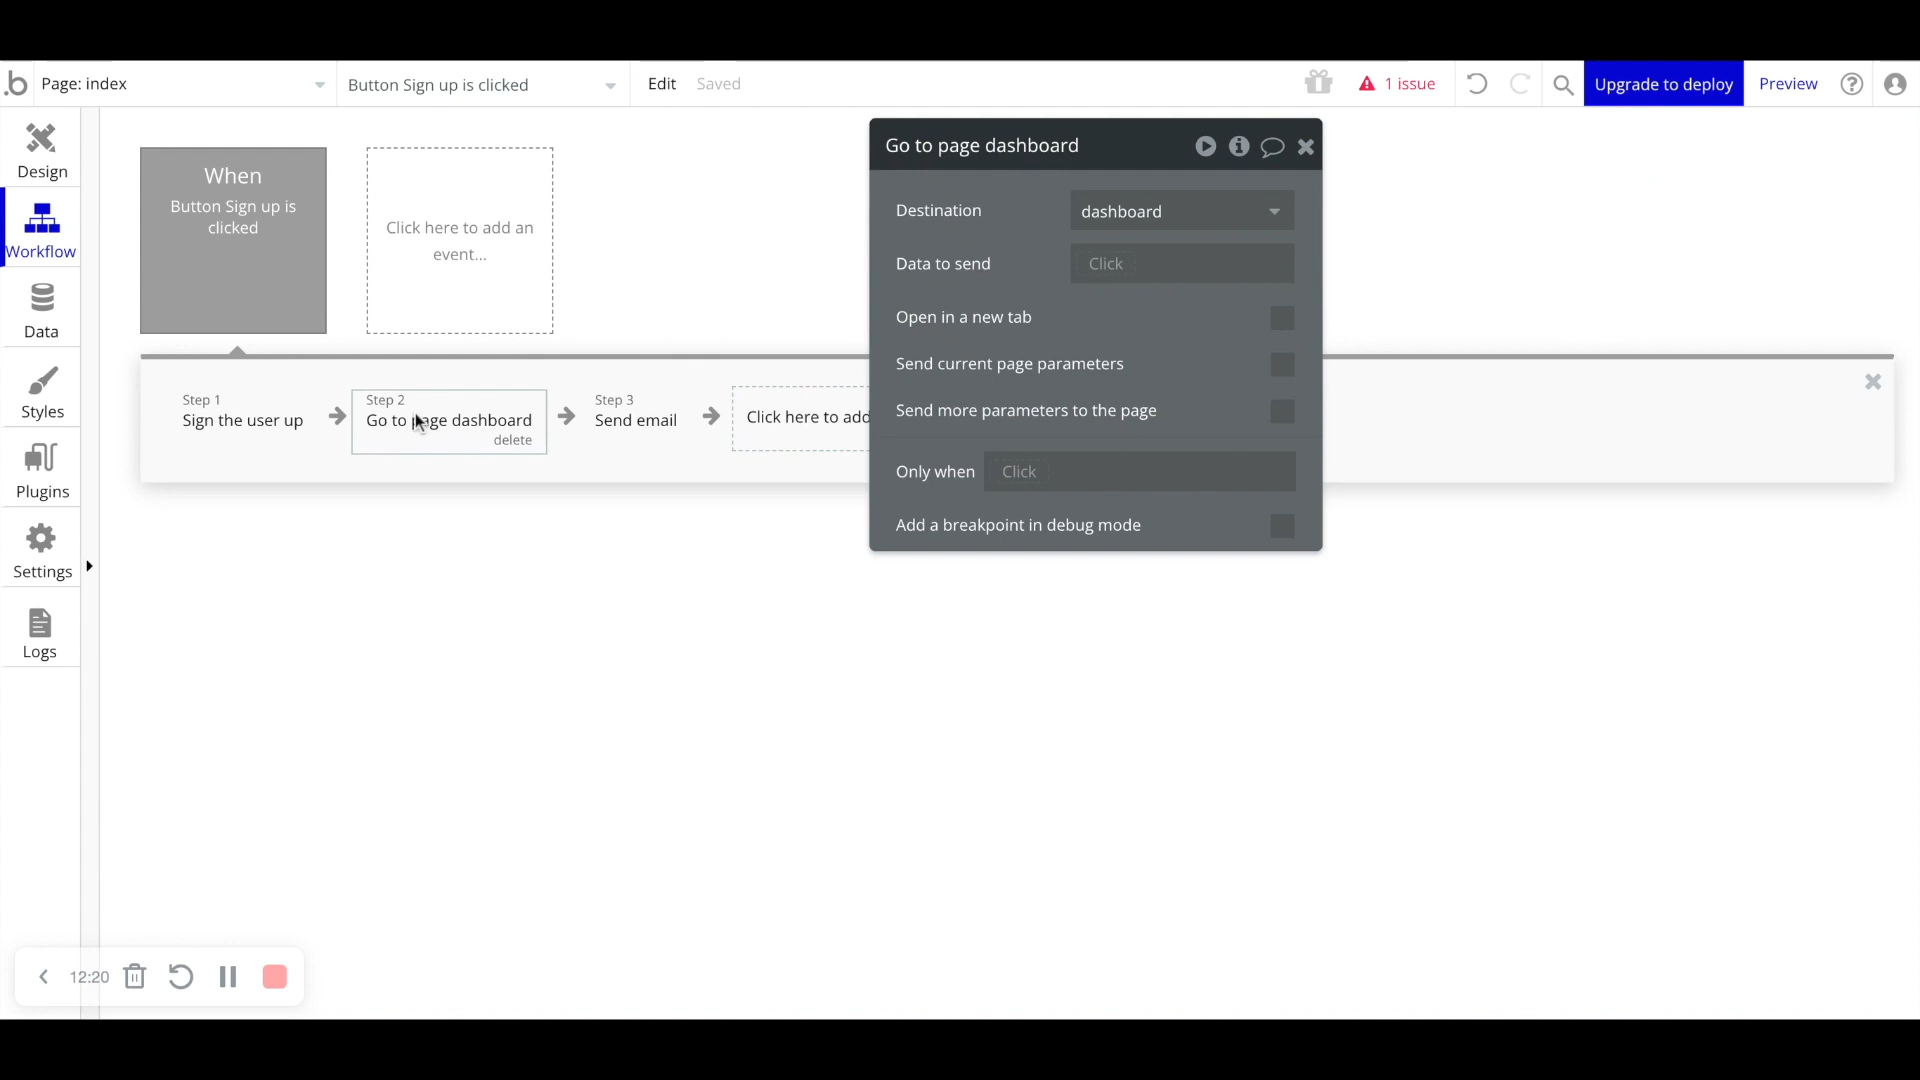 .b
Page: index
Button Sign up is clicked
Edit
Saved
1 issue
Upgrade to deploy
Preview
?
Design
Workflow
Data
Styles
Plugins
Settings
Logs
When
Button Sign up is
clicked
Click here to add an
event...
Step 1
Sign the user up
Step 2
Go to page dashboard
delete
Step 3
Send email
Click here to add
Go to page dashboard
Destination
dashboard
Data to send
Click
Open in a new tab
Send current page parameters
Send more parameters to the page
Only when
Click
Add a breakpoint in debug mode
12:20